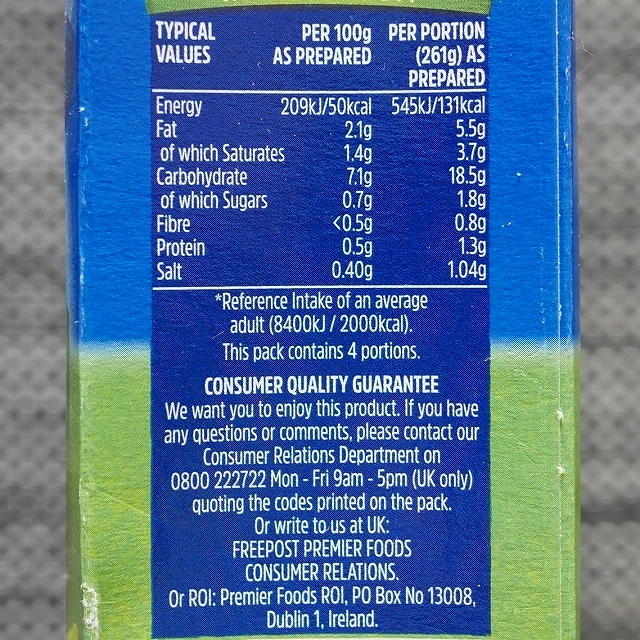 TYPICAL VALUES PER 100g AS PREPARED PER PORTION (261g) AS PREPARED
Energy 209kJ/50kcal 545kJ/131kcal
Fat 2.1g 5.5g
of which Saturates 1.4g 3.7g
Carbohydrate 7.1g 18.5g
of which Sugars 0.7g 1.8g
Fibre <0.5g 0.8g
Protein 0.5g 1.3g
Salt 0.40g 1.04g
*Reference Intake of an average
adult (8400kJ / 2000kcal).
This pack contains 4 portions.
CONSUMER QUALITY GUARANTEE
We want you to enjoy this product. If you have
any questions or comments, please contact our
Consumer Relations Department on
0800 222722 Mon - Fri 9am - 5pm (UK only)
quoting the codes printed on the pack.
Or write to us at UK:
FREEPOST PREMIER FOODS
CONSUMER RELATIONS.
Or ROI: Premier Foods ROI, PO Box No 13008,
Dublin 1, Ireland.